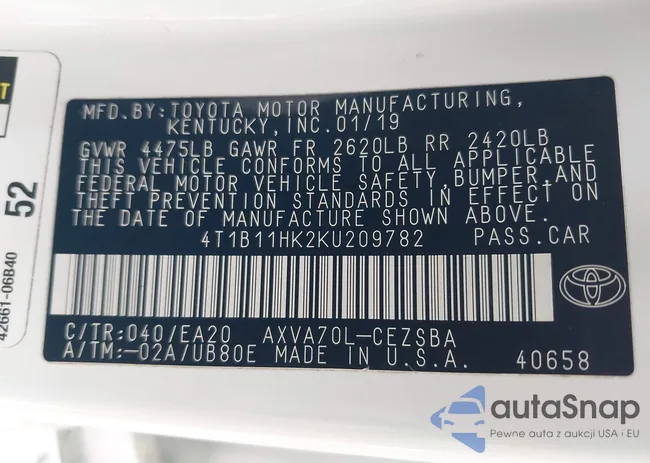 MFD.BY:TOYOTA MOTOR MANUFACTURING,
KENTUCKY,INC.01/19
GVWR 4475LB GAWR FR 2620LB RR 2420LB
THIS VEHICLE CONFORMS TO ALL APPLICABLE
FEDERAL MOTOR VEHICLE SAFETY,BUMPER,AND
THEFT PREVENTION STANDARDS IN EFFECT ON
THE DATE OF MANUFACTURE SHOWN ABOVE.
4T1B11HK2KU209782 PASS.CAR
C/TR:040/EA20 AXVA70L-CEZSBA
A/TM:-02A/UB80E MADE IN U.S.A.
40658
52
42661-06B40
autoSnap
Pewne auta z aukcji USA i EU